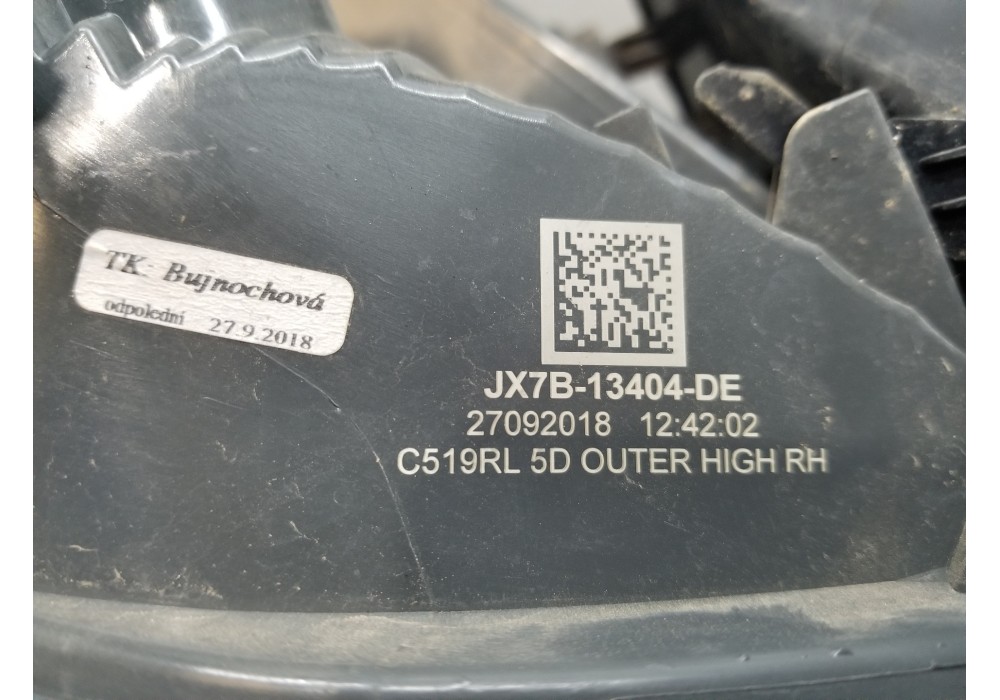 TK- Bujnochová
odpolední 27.9.2018
JX7B-13404-DE
27092018 12:42:02
C519RL 5D OUTER HIGH RH